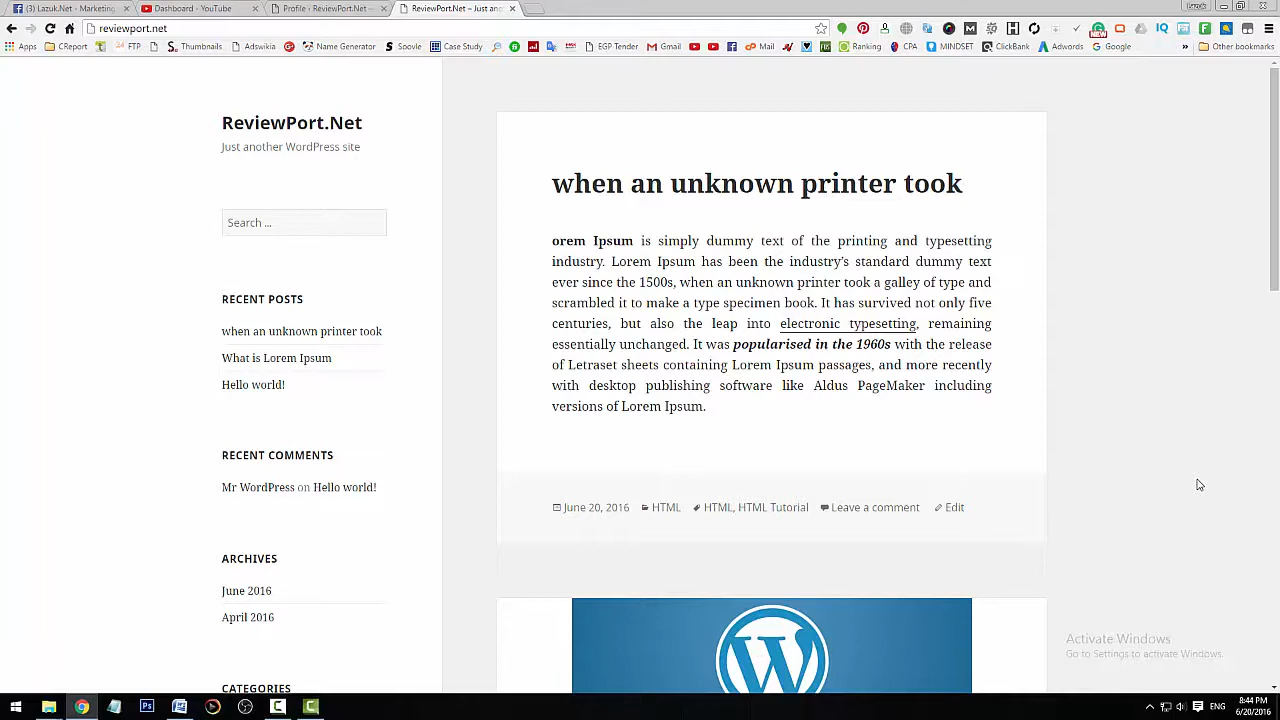 (3) Lazuk.Net - Marketing
Dashboard - YouTube
Profile ‹ ReviewPort.Net —
ReviewPort.Net – Just ano
reviewport.net
Apps
CReport
FTP
Thumbnails
Adswikia
Name Generator
Spovle
Case Study
EGP Tender
Gmail
Mail
Ranking
CPA
MINDSET
ClickBank
Adwords
Google
»
Other bookmarks
NEW
IQ
ReviewPort.Net
Just another WordPress site
Search ...
RECENT POSTS
when an unknown printer took
What is Lorem Ipsum
Hello world!
RECENT COMMENTS
Mr WordPress on Hello world!
ARCHIVES
June 2016
April 2016
CATEGORIES
when an unknown printer took
orem Ipsum is simply dummy text of the printing and typesetting
industry. Lorem Ipsum has been the industry’s standard dummy text
ever since the 1500s, when an unknown printer took a galley of type and
scrambled it to make a type specimen book. It has survived not only five
centuries, but also the leap into electronic typesetting, remaining
essentially unchanged. It was popularised in the 1960s with the release
of Letraset sheets containing Lorem Ipsum passages, and more recently
with desktop publishing software like Aldus PageMaker including
versions of Lorem Ipsum.
June 20, 2016 HTML HTML, HTML Tutorial Leave a comment Edit
Activate Windows
Go to Settings to activate Windows.
ENG
8:44 PM
6/20/2016